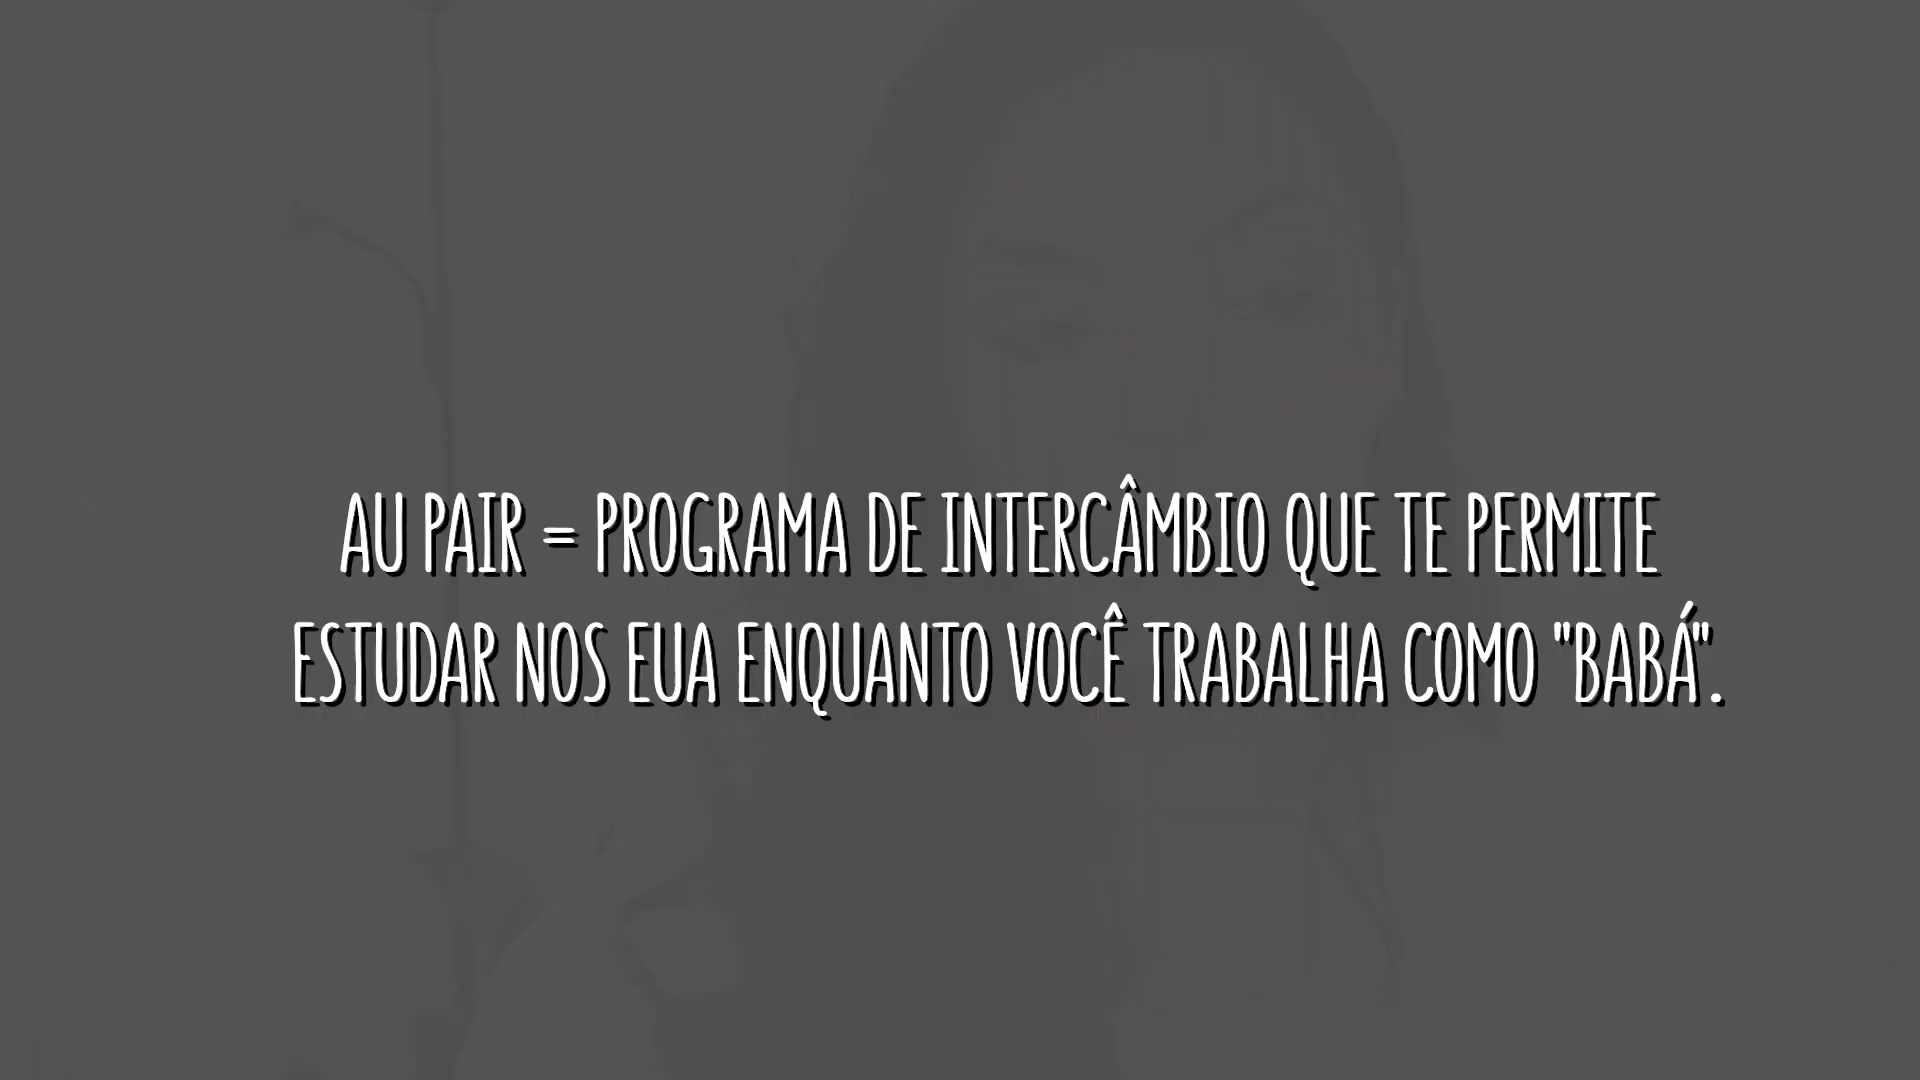 AU PAIR = PROGRAMA DE INTERCÂMBIO QUE TE PERMITE
ESTUDAR NOS EUA ENQUANTO VOCÊ TRABALHA COMO "BABÁ".